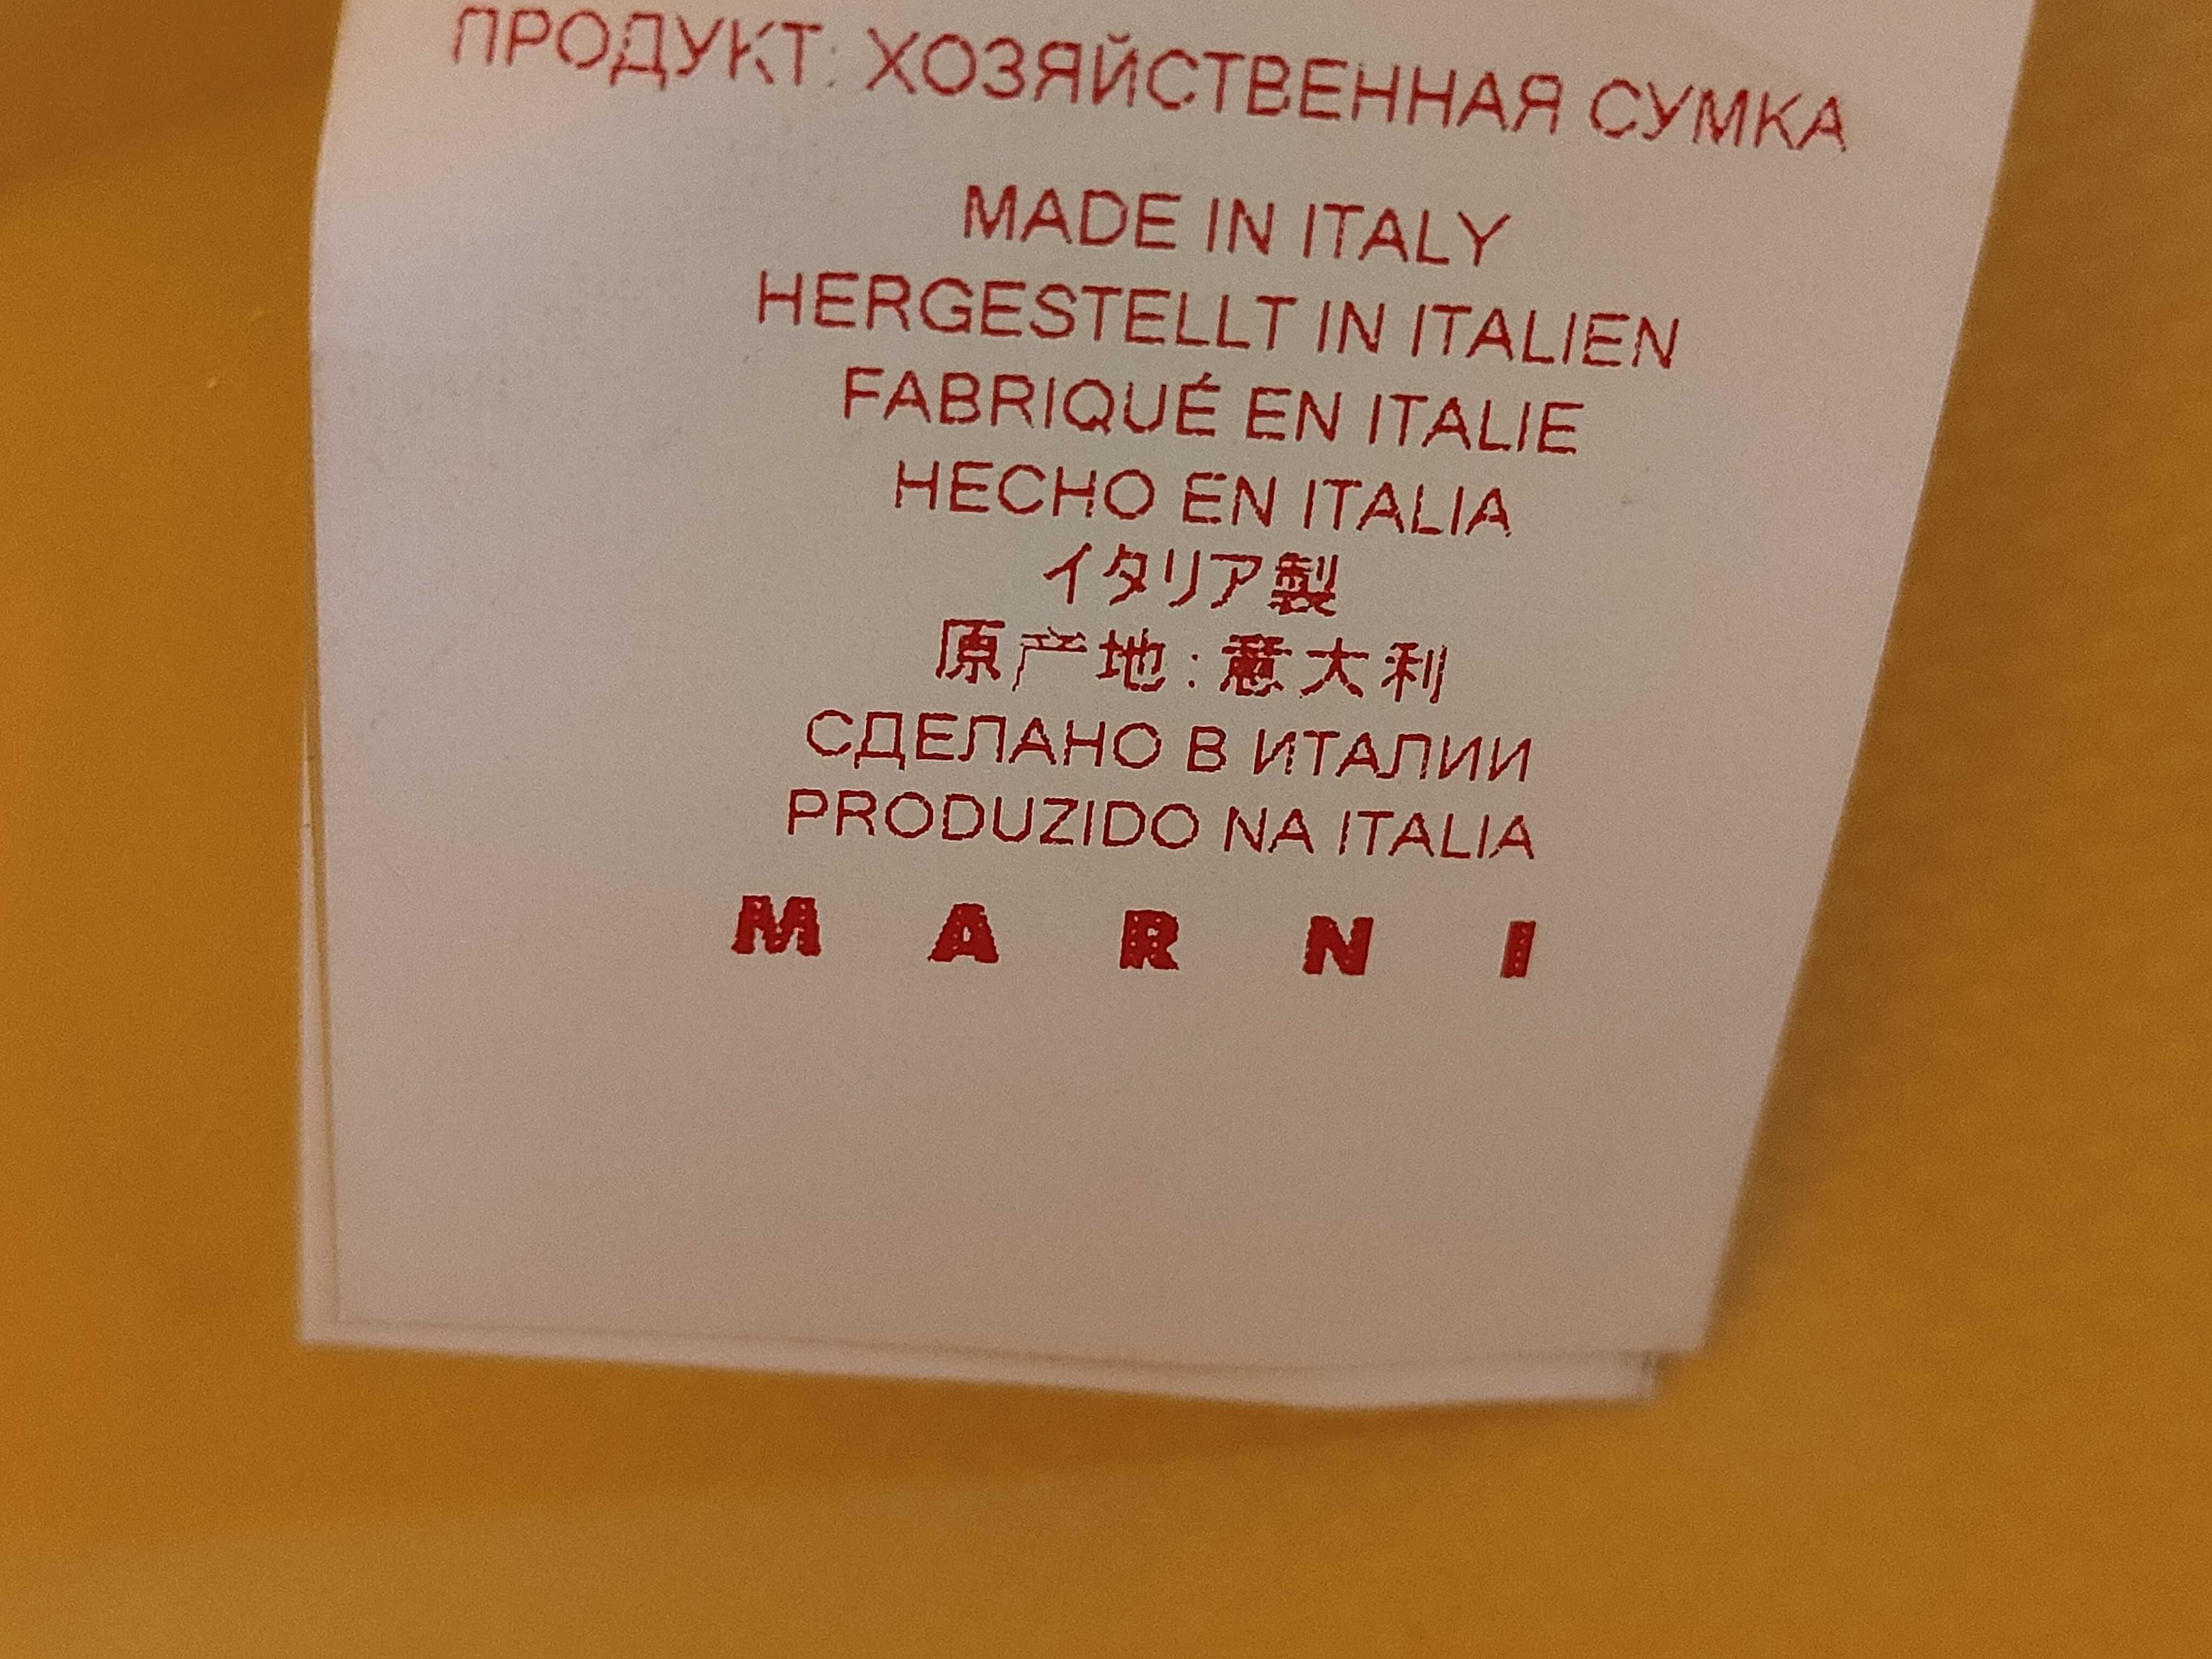 ПРОДУКТ: ХОЗЯЙСТВЕННАЯ СУМКА
MADE IN ITALY
HERGESTELLT IN ITALIEN
FABRIQUÉ EN ITALIE
HECHO EN ITALIA
イタリア製
原产地:意大利
СДЕЛАНО В ИТАЛИИ
PRODUZIDO NA ITALIA
MARNI